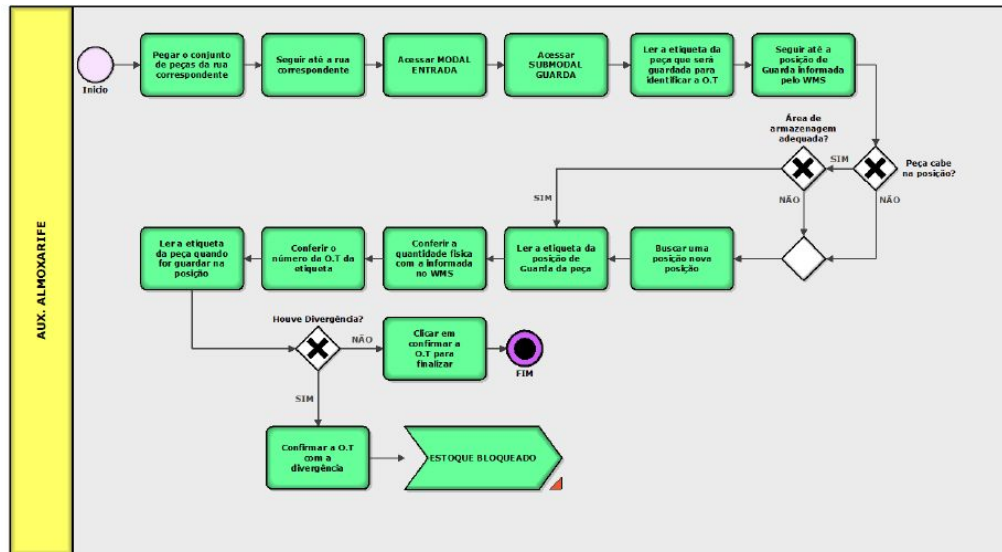 AUX. ALMOXARIFE
Inicio
Pegar o conjunto
de peças da rua
correspondente
Seguir até a rua
correspondente
Acessar MODAL
ENTRADA
Acessar
SUBMODAL
GUARDA
Ler a etiqueta da
peça que será
guardada para
identificar a O.T
Seguir até a
posição de
Guarda informada
pelo WMS
Peça cabe
na posição?
SIM
NÃO
Área de
armazenagem
adequada?
SIM
NÃO
Buscar uma
posição nova
posição
Ler a etiqueta da
posição de
Guarda da peça
Conferir a
quantidade física
com a informada
no WMS
Conferir o
número da O.T da
etiqueta
Ler a etiqueta
da peça quando
for guardar na
posição
Houve Divergência?
NÃO
Clicar em
confirmar a
O.T para
finalizar
FIM
SIM
Confirmar a O.T
com a
divergência
ESTOQUE BLOQUEADO